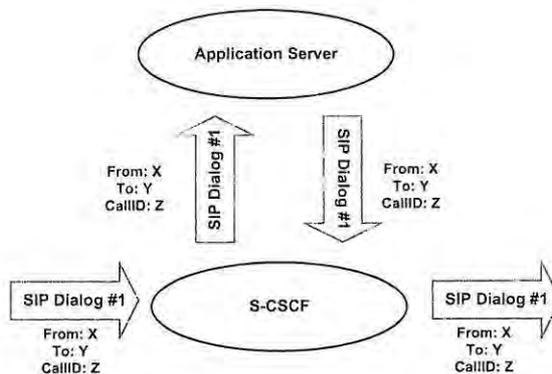 Application Server
SIP Dialog #1
From: X
To: Y
CallID: Z
SIP Dialog #1
From: X
To: Y
CallID: Z
SIP Dialog #1
From: X
To: Y
CallID: Z
S-CSCF
SIP Dialog #1
From: X
To: Y
CallID: Z